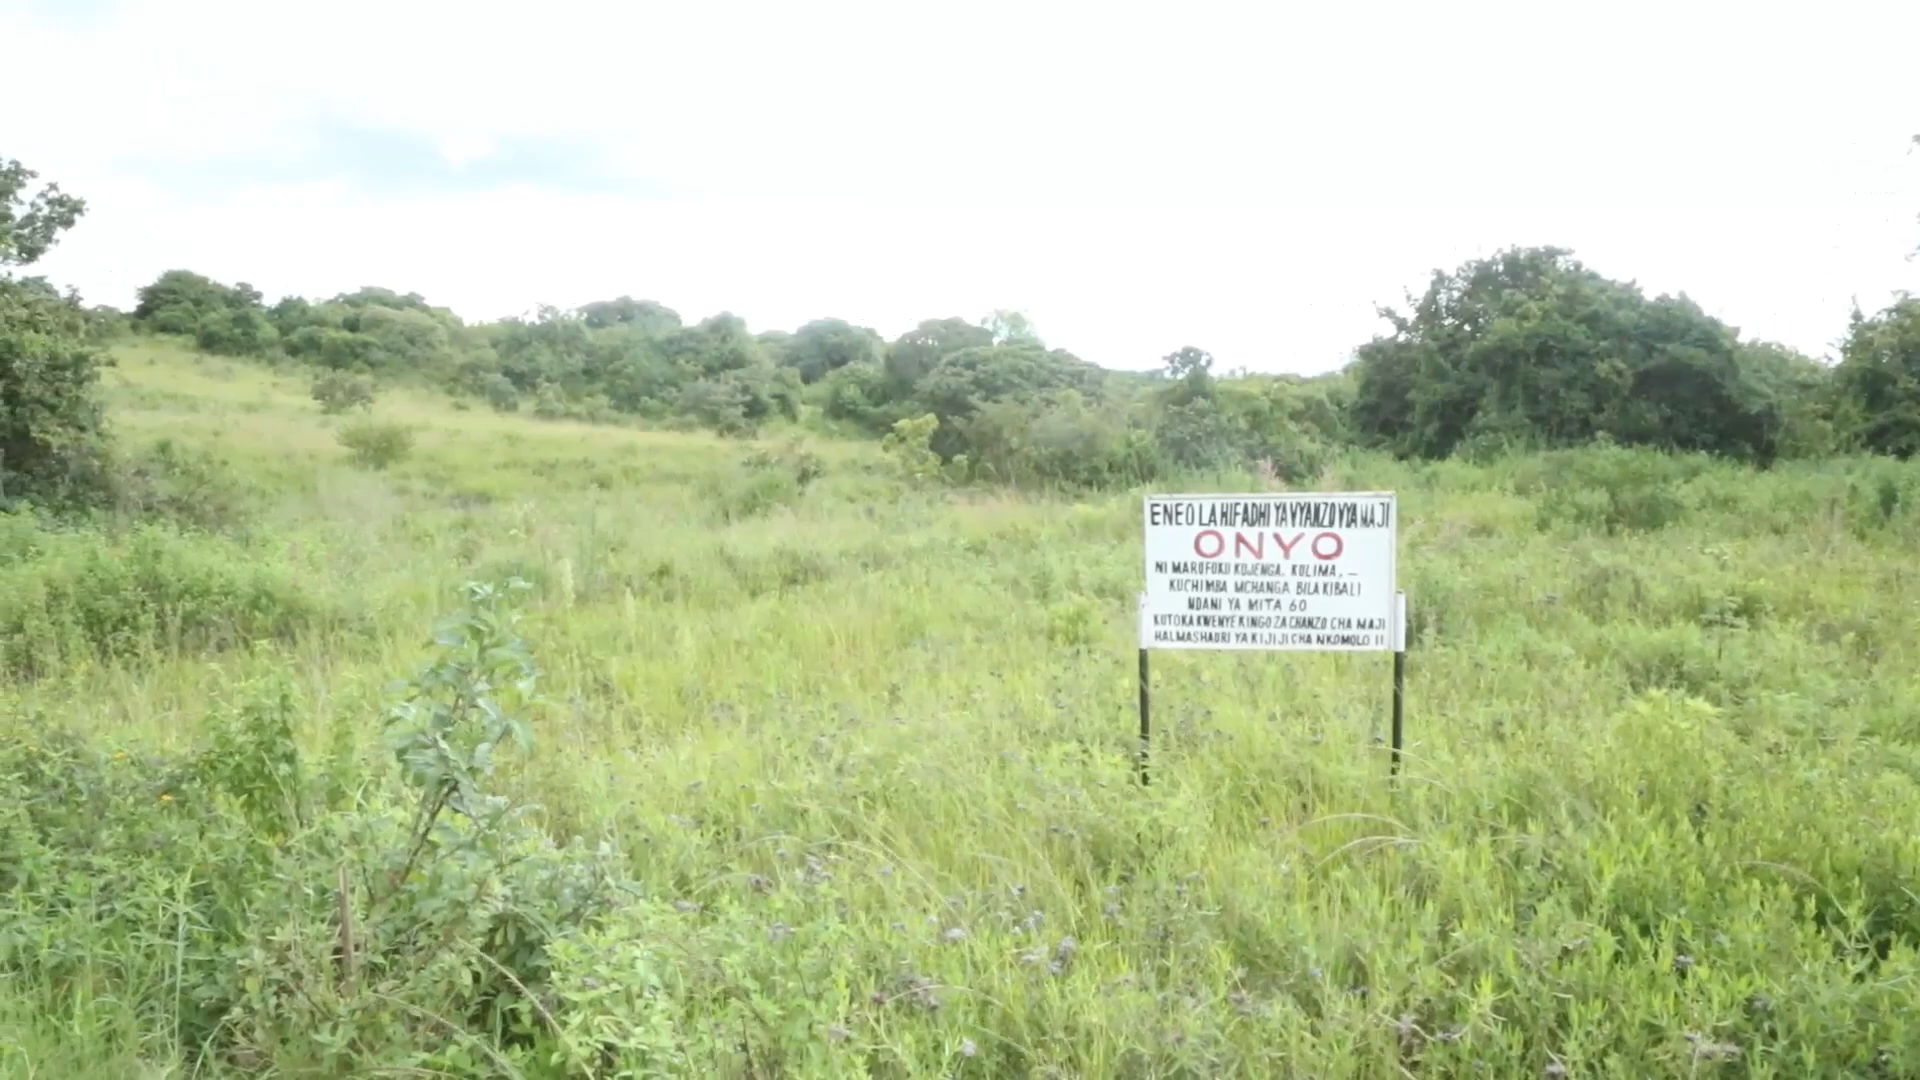 ENEO LA HIFADHI YA VYANZO VYA MAJI
ONYO
NI MARUFUKU KUJENGA, KULIMA, –
KUCHIMBA MCHANGA BILA KIBALI
NDANI YA MITA 60
KUTOKA KWENYE KINGO ZA CHANZO CHA MAJI
HALMASHAURI YA KIJIJI CHA NKOMOLO II